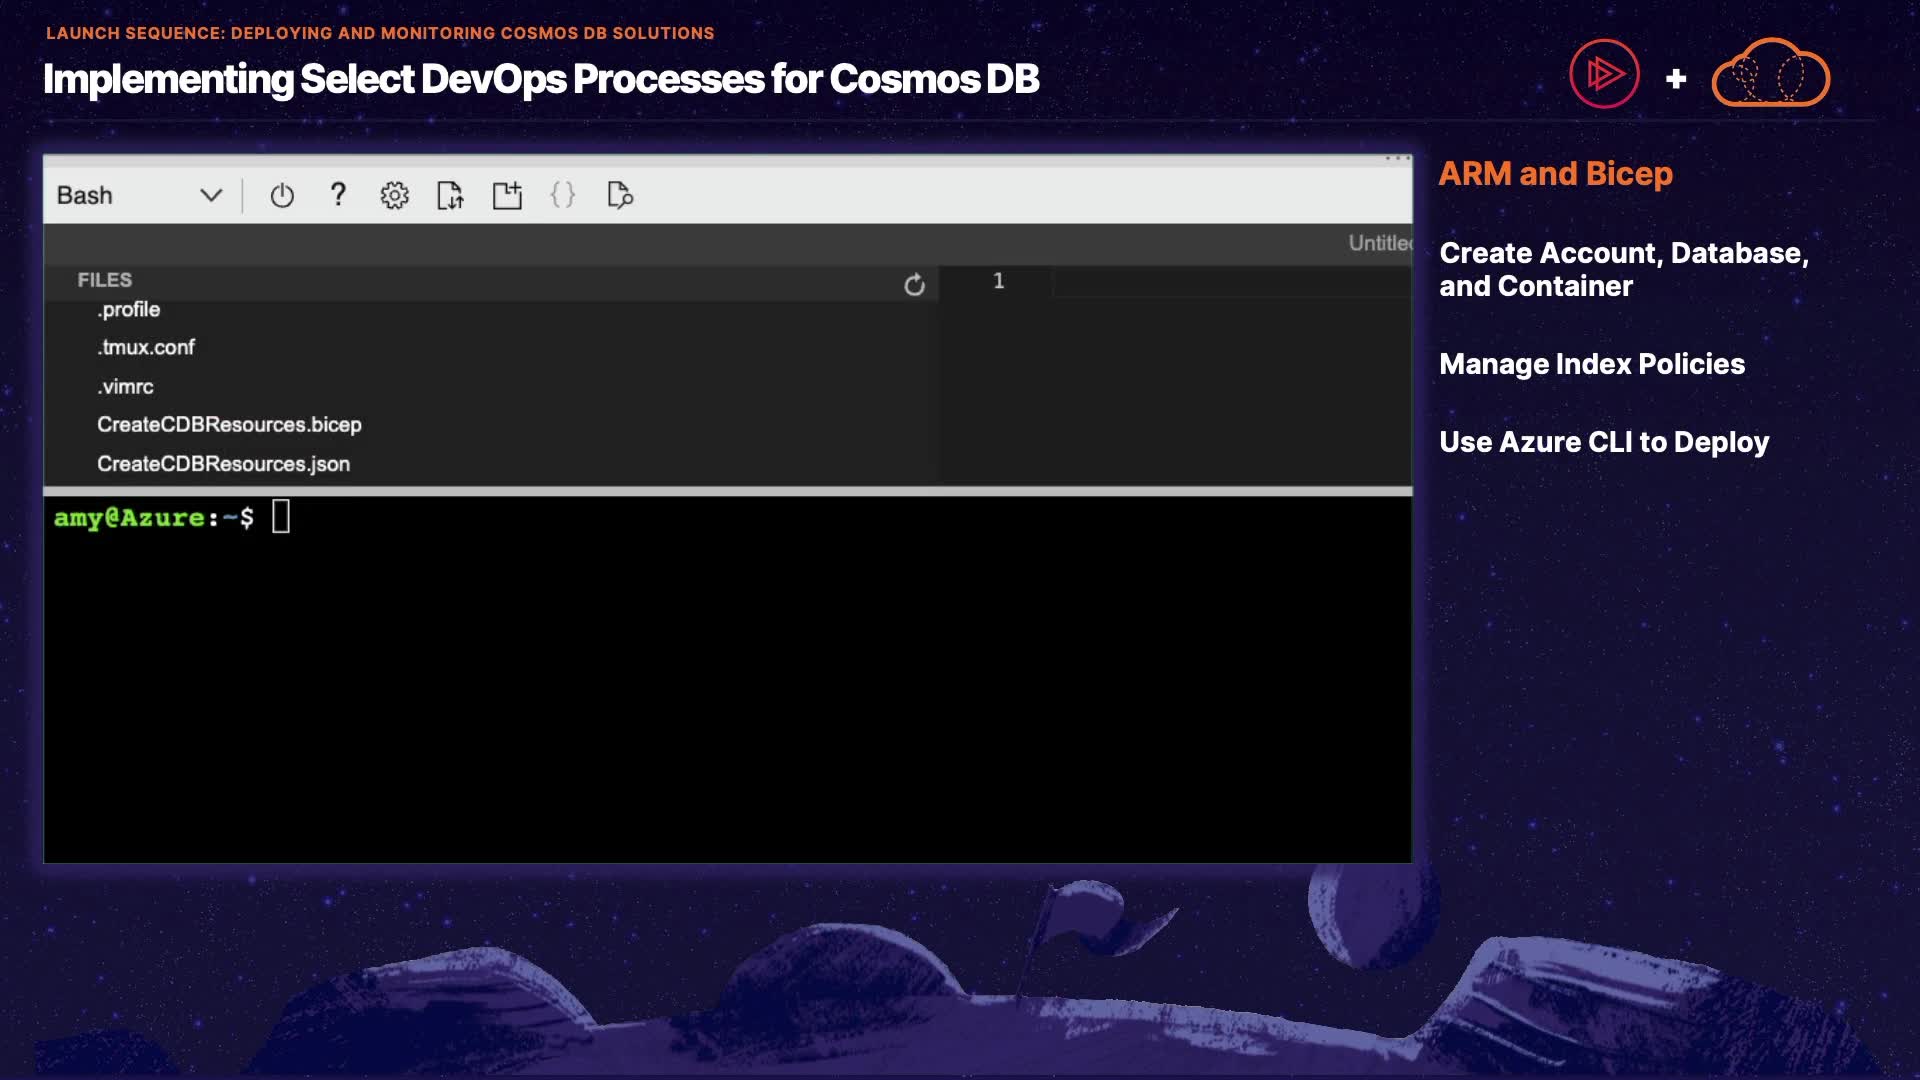 LAUNCH SEQUENCE: DEPLOYING AND MONITORING COSMOS DB SOLUTIONS
Implementing Select DevOps Processes for Cosmos DB
+
Bash
?
{ }
Untitled
FILES
1
.profile
.tmux.conf
.vimrc
CreateCDBResources.bicep
CreateCDBResources.json
amy@Azure:~$
ARM and Bicep
Create Account, Database,
and Container
Manage Index Policies
Use Azure CLI to Deploy